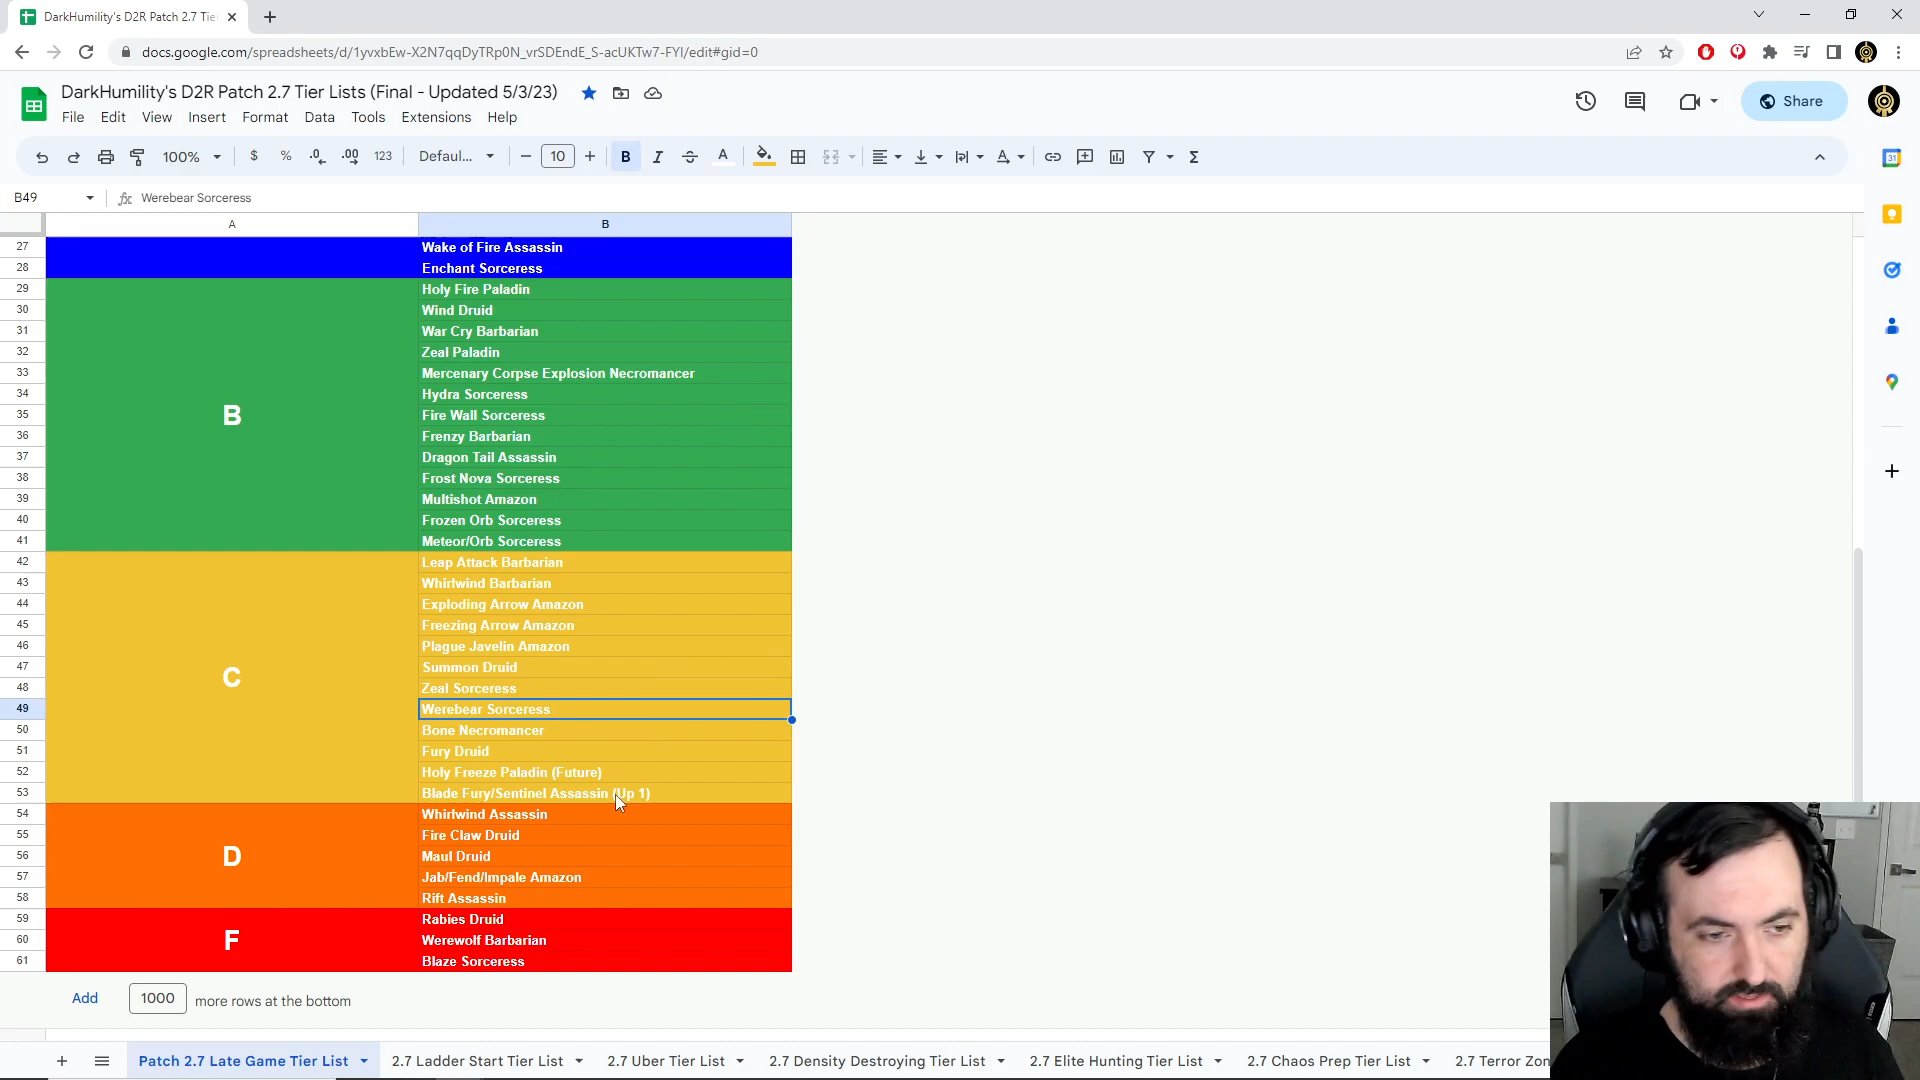 DarkHumility's D2R Patch 2.7 Tie
docs.google.com/spreadsheets/d/1yvxbEw-X2N7qqDyTRp0N_vrSDEndE_S-acUKTw7-FYI/edit#gid=0
DarkHumility's D2R Patch 2.7 Tier Lists (Final - Updated 5/3/23)
File Edit View Insert Format Data Tools Extensions Help
Share
100% $ % .0 .00 123 Defaul... 10 B I A Σ
B49 fx Werebear Sorceress
A B
27 Wake of Fire Assassin
28 Enchant Sorceress
29 Holy Fire Paladin
30 Wind Druid
31 War Cry Barbarian
32 Zeal Paladin
33 Mercenary Corpse Explosion Necromancer
34 Hydra Sorceress
35 B Fire Wall Sorceress
36 Frenzy Barbarian
37 Dragon Tail Assassin
38 Frost Nova Sorceress
39 Multishot Amazon
40 Frozen Orb Sorceress
41 Meteor/Orb Sorceress
42 Leap Attack Barbarian
43 Whirlwind Barbarian
44 Exploding Arrow Amazon
45 Freezing Arrow Amazon
46 Plague Javelin Amazon
47 C Summon Druid
48 Zeal Sorceress
49 Werebear Sorceress
50 Bone Necromancer
51 Fury Druid
52 Holy Freeze Paladin (Future)
53 Blade Fury/Sentinel Assassin (Up 1)
54 Whirlwind Assassin
55 Fire Claw Druid
56 D Maul Druid
57 Jab/Fend/Impale Amazon
58 Rift Assassin
59 Rabies Druid
60 F Werewolf Barbarian
61 Blaze Sorceress
Add 1000 more rows at the bottom
Patch 2.7 Late Game Tier List 2.7 Ladder Start Tier List 2.7 Uber Tier List 2.7 Density Destroying Tier List 2.7 Elite Hunting Tier List 2.7 Chaos Prep Tier List 2.7 Terror Zon
31